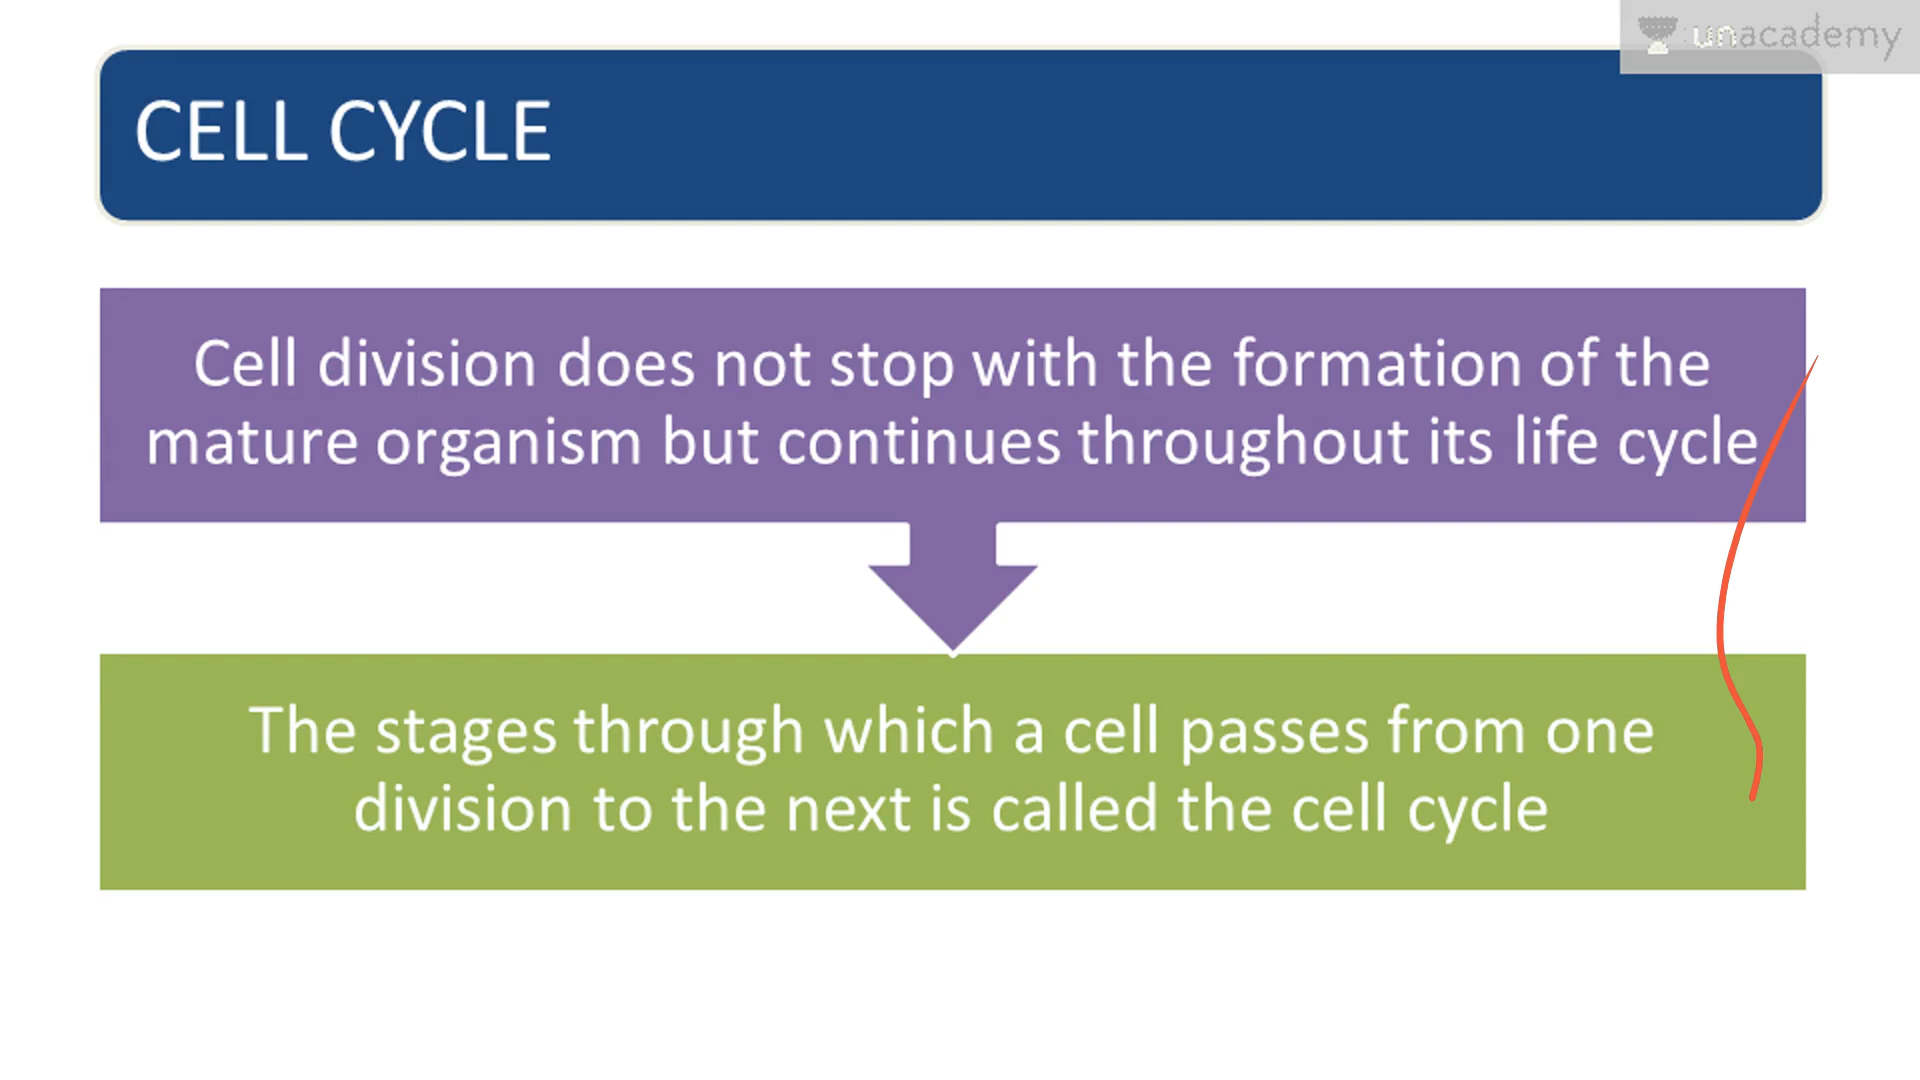 unacademy
CELL CYCLE
Cell division does not stop with the formation of the
mature organism but continues throughout its life cycle
The stages through which a cell passes from one
division to the next is called the cell cycle